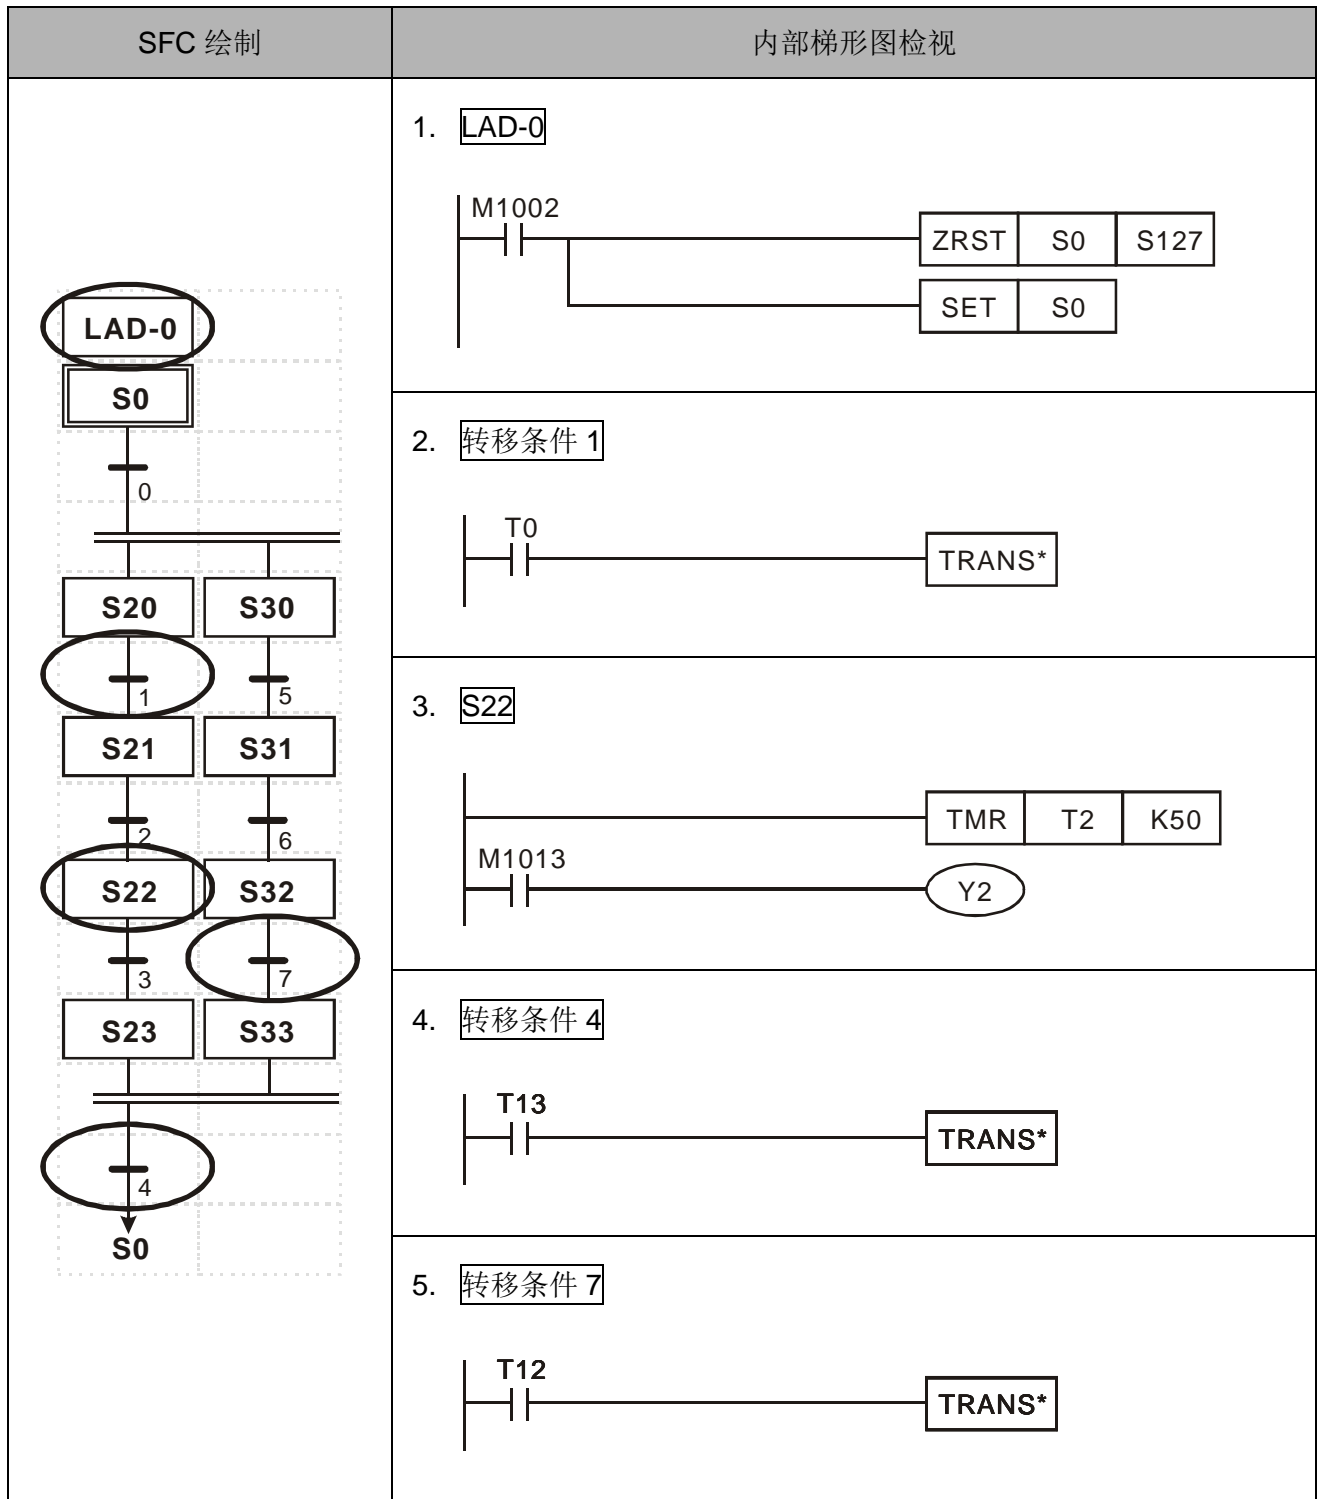 SFC 绘制
内部梯形图检视
LAD-0
S0
0
S20 S30
1 5
S21 S31
2 6
S22 S32
3 7
S23 S33
4
S0
1. LAD-0
M1002
ZRST S0 S127
SET S0
2. 转移条件 1
T0
TRANS*
3. S22
TMR T2 K50
M1013
Y2
4. 转移条件 4
T13
TRANS*
5. 转移条件 7
T12
TRANS*